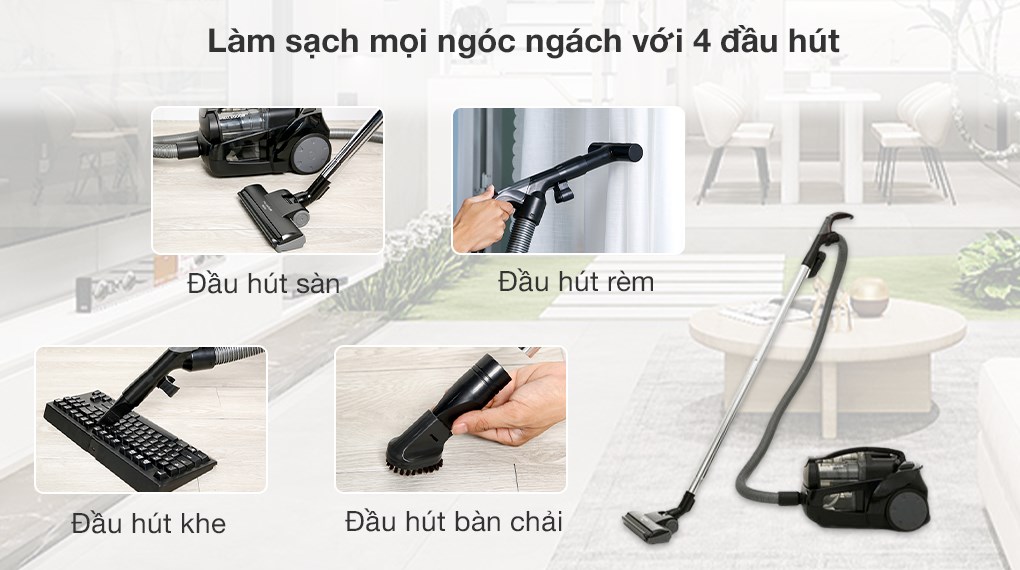 Làm sạch mọi ngóc ngách với 4 đầu hút
Đầu hút sàn
Đầu hút rèm
Đầu hút khe
Đầu hút bàn chải